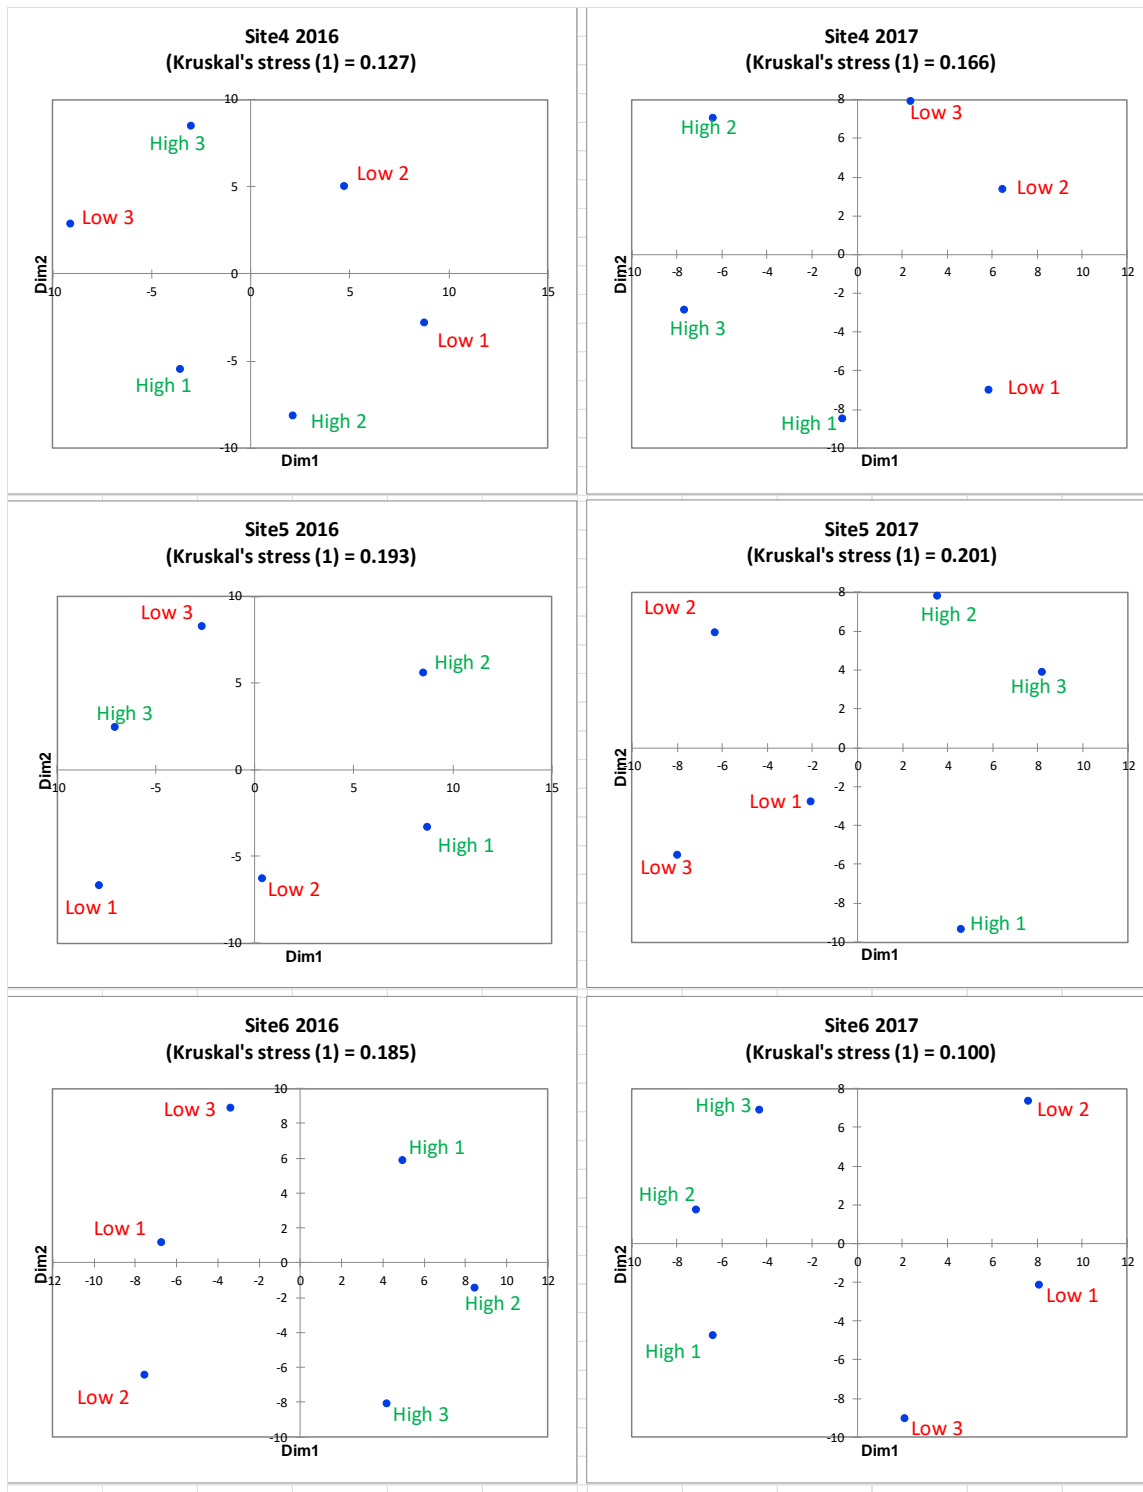 Site4 2016
(Kruskal's stress (1) = 0.127)
10
High 3
Low 2
5
Low 3
Dim2
0
-10 -5 0 5 10 15
Low 1
-5
High 1
High 2
-10
Dim1
Site4 2017
(Kruskal's stress (1) = 0.166)
8
Low 3
High 2
6
4
Low 2
2
0
Dim2
-10 -8 -6 -4 -2 0 2 4 6 8 10 12
-2
High 3
-4
-6
Low 1
-8
High 1
-10
Dim1
Site5 2016
(Kruskal's stress (1) = 0.193)
10
Low 3
High 2
5
High 3
Dim2
0
-10 -5 0 5 10 15
High 1
-5
Low 2
Low 1
-10
Dim1
Site5 2017
(Kruskal's stress (1) = 0.201)
8
Low 2
High 2
6
4
High 3
2
0
Dim2
-10 -8 -6 -4 -2 0 2 4 6 8 10 12
-2
Low 1
-4
Low 3
-6
-8
High 1
-10
Dim1
Site6 2016
(Kruskal's stress (1) = 0.185)
10
Low 3
8
High 1
6
4
Low 1
2
0
Dim2
-12 -10 -8 -6 -4 -2 0 2 4 6 8 10 12
-2
High 2
-4
-6
Low 2
-8
High 3
-10
Dim1
Site6 2017
(Kruskal's stress (1) = 0.100)
8
High 3
Low 2
6
4
High 2
2
0
Dim2
-10 -8 -6 -4 -2 0 2 4 6 8 10 12
-2
Low 1
-4
High 1
-6
-8
Low 3
-10
Dim1